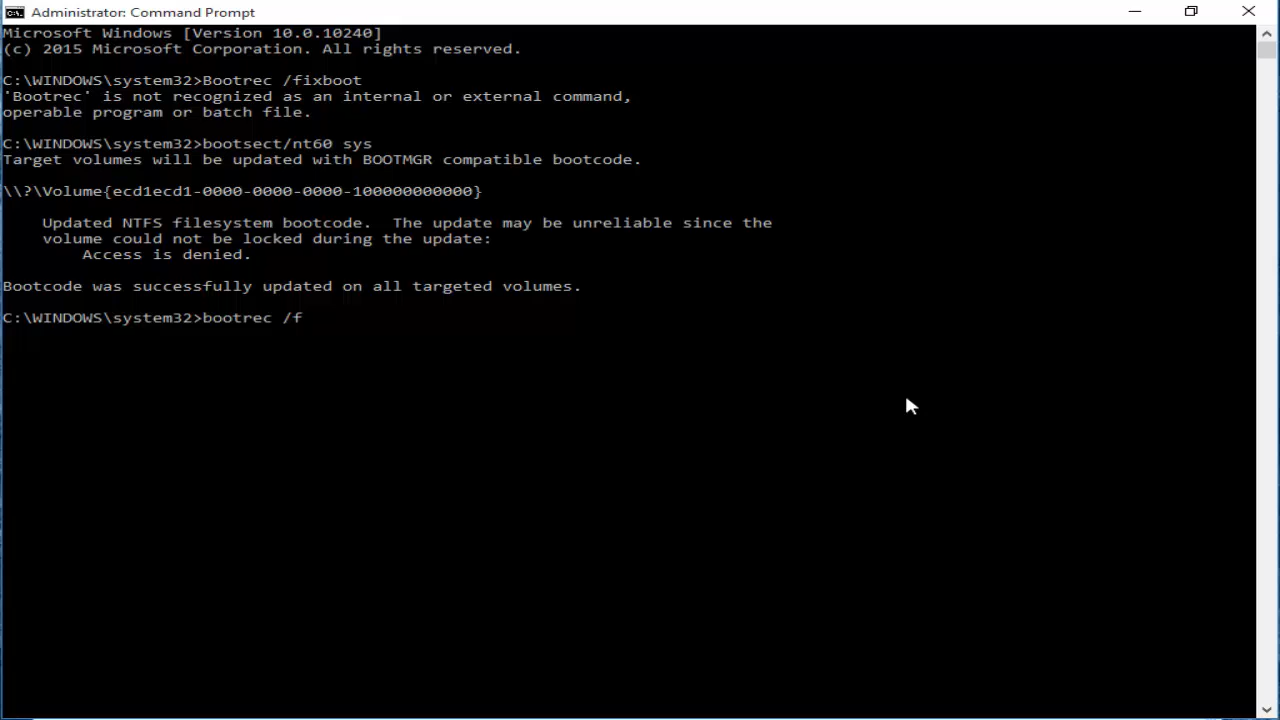 Administrator: Command Prompt
Microsoft Windows [Version 10.0.10240]
(c) 2015 Microsoft Corporation. All rights reserved.
C:\WINDOWS\system32>Bootrec /fixboot
'Bootrec' is not recognized as an internal or external command,
operable program or batch file.
C:\WINDOWS\system32>bootsect/nt60 sys
Target volumes will be updated with BOOTMGR compatible bootcode.
\\?\Volume{ecd1ecd1-0000-0000-0000-100000000000}
Updated NTFS filesystem bootcode.  The update may be unreliable since the
volume could not be locked during the update:
Access is denied.
Bootcode was successfully updated on all targeted volumes.
C:\WINDOWS\system32>bootrec /f